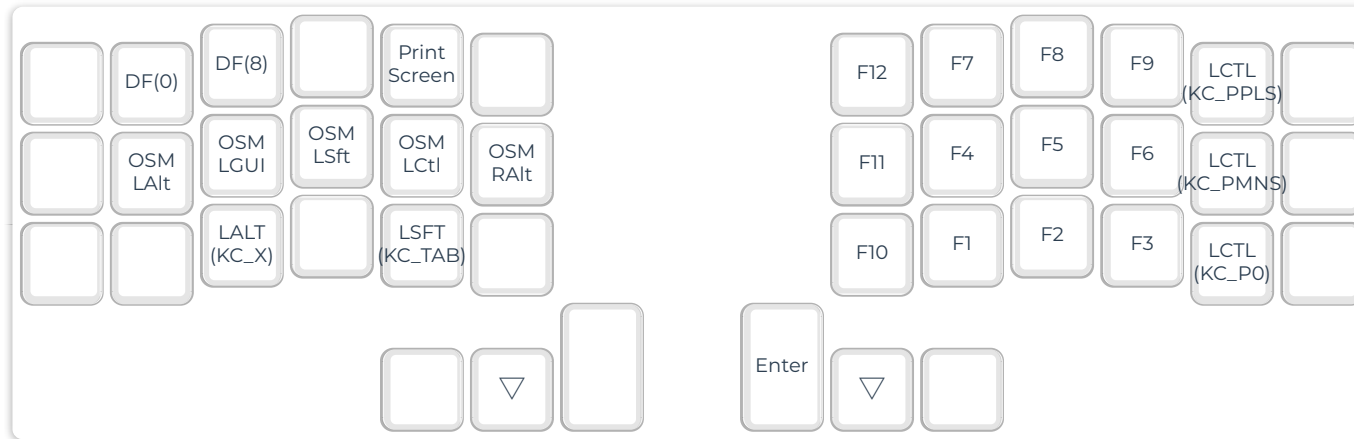 DF(0)
DF(8)
Print
Screen
F12
F7
F8
F9
LCTL
(KC_PPLS)
OSM
LAlt
OSM
LGUI
OSM
LSft
OSM
LCtl
OSM
RAlt
F11
F4
F5
F6
LCTL
(KC_PMNS)
LALT
(KC_X)
LSFT
(KC_TAB)
F10
F1
F2
F3
LCTL
(KC_P0)
▽
Enter
▽